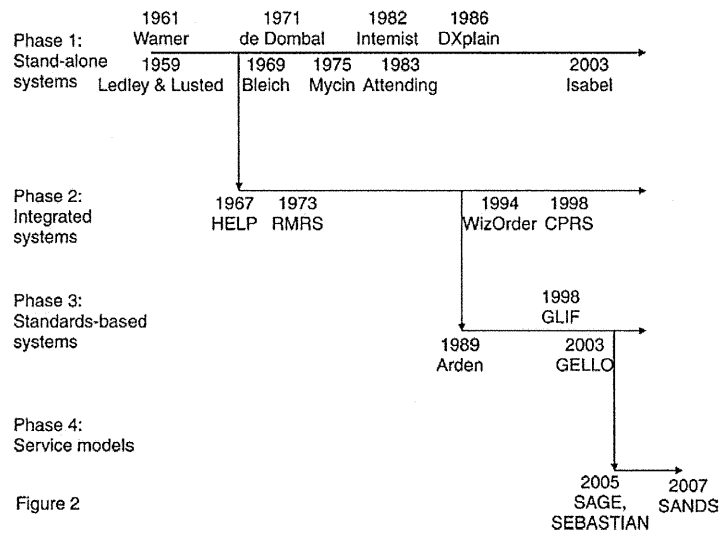 1961 1971 1982 1986
Phase 1: Warner de Dombal Internist DXplain
Stand-alone 1959 1969 1975 1983 2003
systems Ledley & Lusted Bleich Mycin Attending Isabel
Phase 2: 1967 1973 1994 1998
Integrated HELP RMRS WizOrder CPRS
systems
Phase 3: 1998
Standards-based GLIF
systems 1989 2003
Arden GELLO
Phase 4:
Service models
2005 2007
Figure 2 SAGE, SANDS
SEBASTIAN